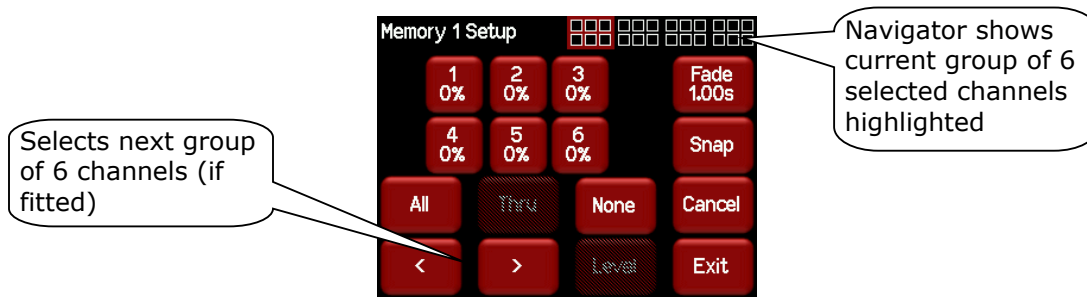 Memory 1 Setup
Navigator shows
current group of 6
selected channels
highlighted
1
0%
2
0%
3
0%
Fade
1.00s
Selects next group
of 6 channels (if
fitted)
4
0%
5
0%
6
0%
Snap
All
Thru
None
Cancel
<
>
Level
Exit